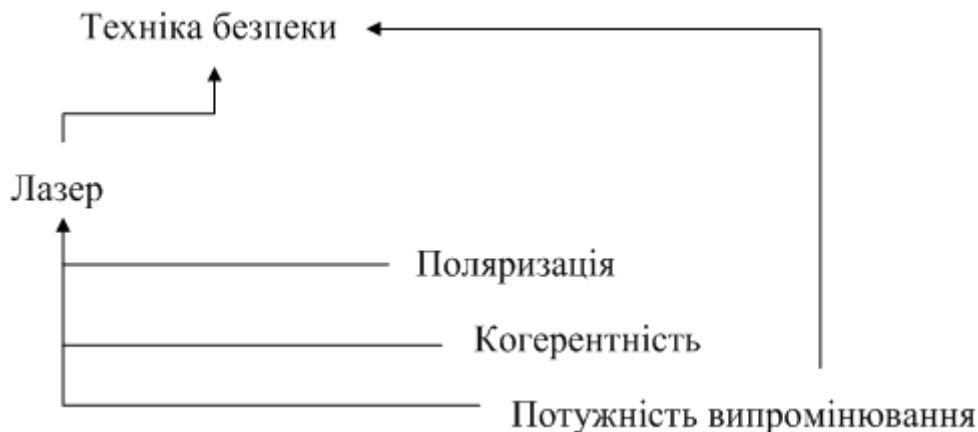 Техніка безпеки
Лазер
Поляризація
Когерентність
Потужність випромінювання